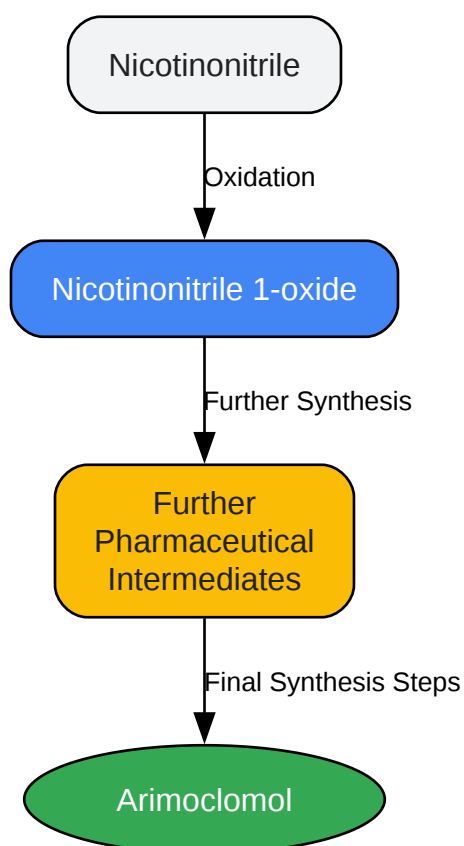 Nicotinonitrile
Oxidation
Nicotinonitrile 1-oxide
Further Synthesis
Further
Pharmaceutical
Intermediates
Final Synthesis Steps
Arimoclomol